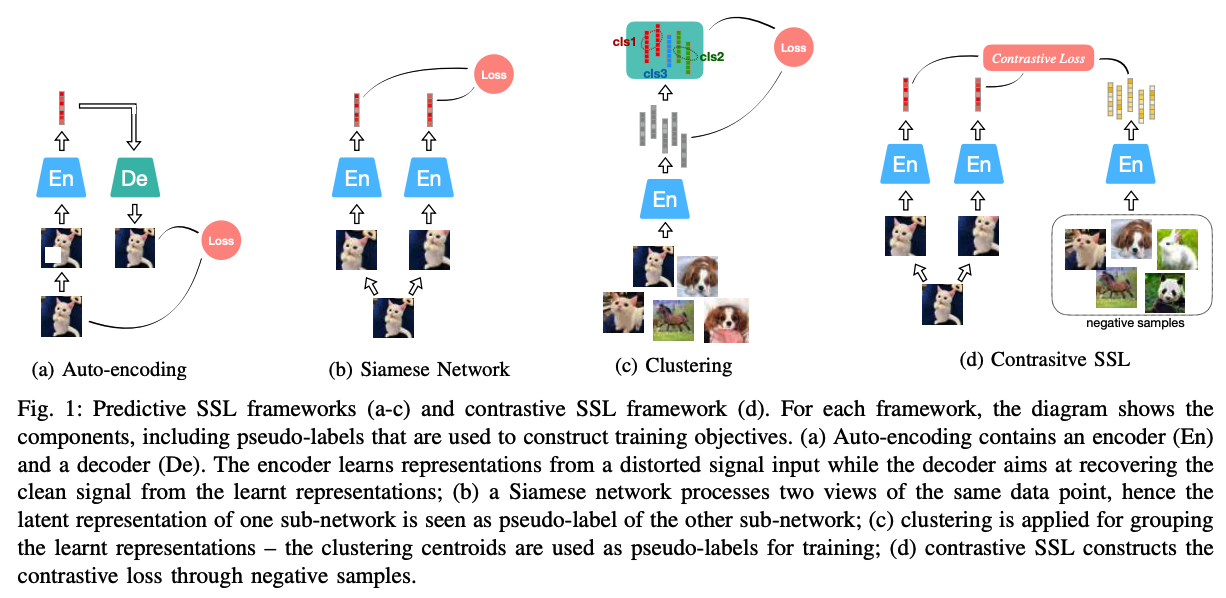 cls1
cls2
cls3
Loss
Loss
Loss
Contrastive Loss
En
De
En
En
En
En
En
En
Loss
negative samples
(a) Auto-encoding
(b) Siamese Network
(c) Clustering
(d) Contrasitve SSL
Fig. 1: Predictive SSL frameworks (a-c) and contrastive SSL framework (d). For each framework, the diagram shows the
components, including pseudo-labels that are used to construct training objectives. (a) Auto-encoding contains an encoder (En)
and a decoder (De). The encoder learns representations from a distorted signal input while the decoder aims at recovering the
clean signal from the learnt representations; (b) a Siamese network processes two views of the same data point, hence the
latent representation of one sub-network is seen as pseudo-label of the other sub-network; (c) clustering is applied for grouping
the learnt representations – the clustering centroids are used as pseudo-labels for training; (d) contrastive SSL constructs the
contrastive loss through negative samples.